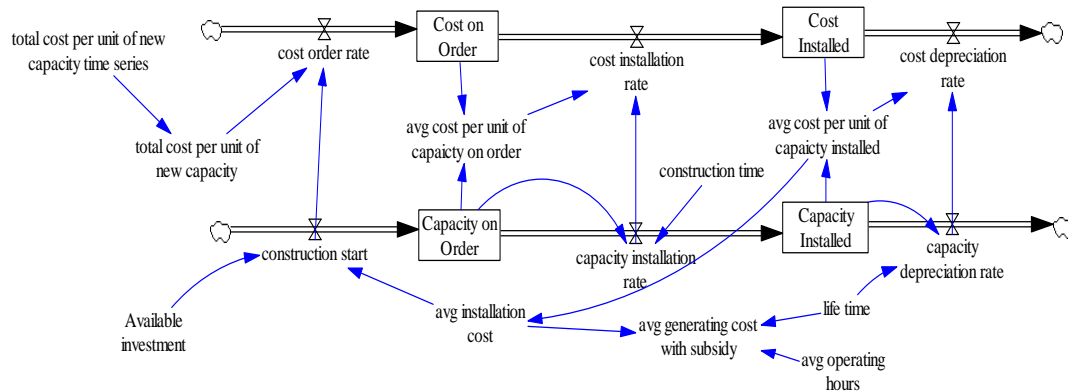 total cost per unit of new
capacity time series
cost order rate
Cost on
Order
cost installation
rate
Cost
Installed
cost depreciation
rate
total cost per unit of
new capacity
avg cost per unit of
capaicty on order
avg cost per unit of
capaicty installed
construction time
Capacity on
Order
Capacity
Installed
construction start
capacity installation
rate
capacity
depreciation rate
Available
investment
avg installation
cost
avg generating cost
with subsidy
life time
avg operating
hours